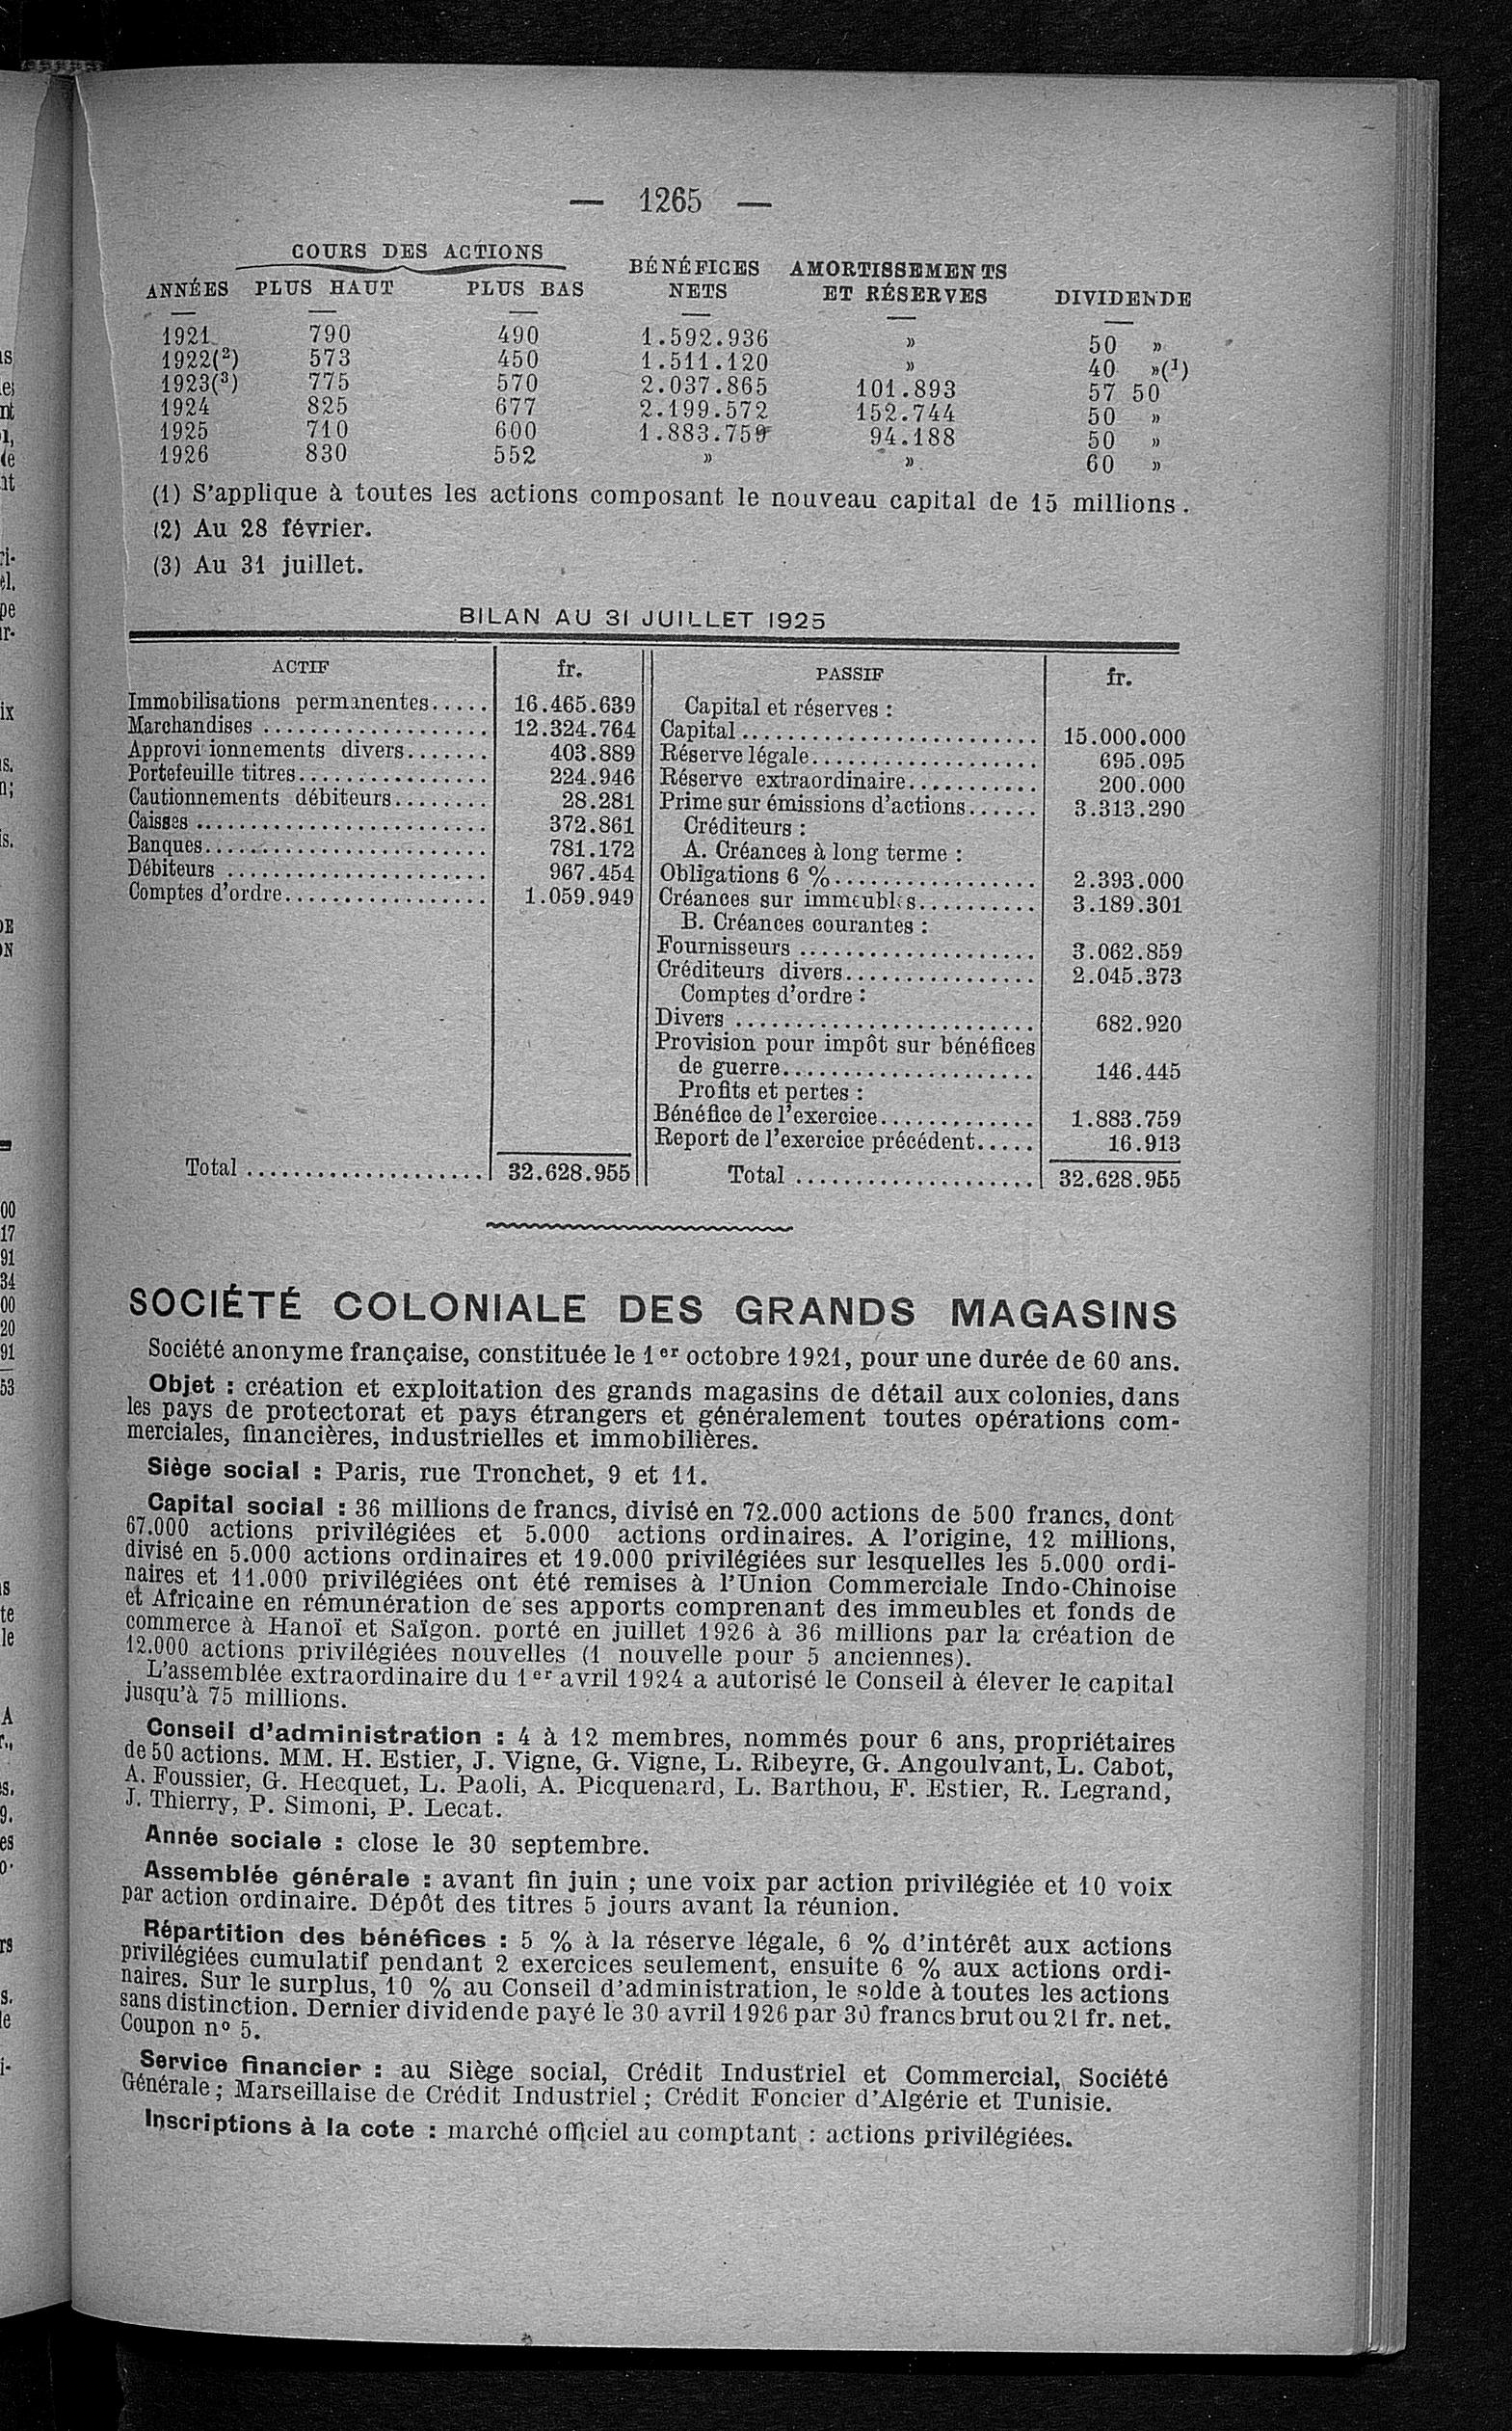 — 1265 —
COURS DES ACTIONS
BÉNÉFICES AMORTISSEMENTS
ANNÉES PLUS HAUT PLUS BAS NETS ET RÉSERVES DIVIDENDE
1921 790 490 1.592.936 » 50 »
1922(2) 573 450 1.511.120 » 40 »(1)
1923(3) 775 570 2.037.865 101.893 57 50
1924 825 677 2.199.572 152.744 50 »
1925 710 600 1.883.759 94.188 50 »
1926 830 552 » » 60 »
(1) S'applique à toutes les actions composant le nouveau capital de 15 millions.
(2) Au 28 février.
(3) Au 31 juillet.
BILAN AU 31 JUILLET 1925
ACTIF fr.
Immobilisations permanentes..... 16.465.639
Marchandises ................... 12.324.764
Approvi ionnements divers....... 403.889
Portefeuille titres................ 224.946
Cautionnements débiteurs........ 28.281
Caisses ......................... 372.861
Banques........................ 781.172
Débiteurs ...................... 967.454
Comptes d'ordre................. 1.059.949
Total .................... 32.628.955
PASSIF fr.
Capital et réserves :
Capital......................... 15.000.000
Réserve légale................... 695.095
Réserve extraordinaire........... 200.000
Prime sur émissions d'actions...... 3.313.290
Créditeurs :
A. Créances à long terme :
Obligations 6 %................. 2.393.000
Créances sur immeubles.......... 3.189.301
B. Créances courantes :
Fournisseurs .................... 3.062.859
Créditeurs divers................ 2.045.373
Comptes d'ordre :
Divers ......................... 682.920
Provision pour impôt sur bénéfices
de guerre..................... 146.445
Profits et pertes :
Bénéfice de l'exercice............. 1.883.759
Report de l'exercice précédent..... 16.913
Total .................... 32.628.955
SOCIÉTÉ COLONIALE DES GRANDS MAGASINS
Société anonyme française, constituée le 1er octobre 1921, pour une durée de 60 ans.
Objet : création et exploitation des grands magasins de détail aux colonies, dans
les pays de protectorat et pays étrangers et généralement toutes opérations com-
merciales, financières, industrielles et immobilières.
Siège social : Paris, rue Tronchet, 9 et 11.
Capital social : 36 millions de francs, divisé en 72.000 actions de 500 francs, dont
67.000 actions privilégiées et 5.000 actions ordinaires. A l'origine, 12 millions,
divisé en 5.000 actions ordinaires et 19.000 privilégiées sur lesquelles les 5.000 ordi-
naires et 11.000 privilégiées ont été remises à l'Union Commerciale Indo-Chinoise
et Africaine en rémunération de ses apports comprenant des immeubles et fonds de
commerce à Hanoï et Saïgon. porté en juillet 1926 à 36 millions par la création de
12.000 actions privilégiées nouvelles (1 nouvelle pour 5 anciennes).
L'assemblée extraordinaire du 1er avril 1924 a autorisé le Conseil à élever le capital
jusqu'à 75 millions.
Conseil d'administration : 4 à 12 membres, nommés pour 6 ans, propriétaires
de 50 actions. MM. H. Estier, J. Vigne, G. Vigne, L. Ribeyre, G. Angoulvant, L. Cabot,
A. Foussier, G. Hecquet, L. Paoli, A. Picquenard, L. Barthou, F. Estier, R. Legrand,
J. Thierry, P. Simoni, P. Lecat.
Année sociale : close le 30 septembre.
Assemblée générale : avant fin juin ; une voix par action privilégiée et 10 voix
par action ordinaire. Dépôt des titres 5 jours avant la réunion.
Répartition des bénéfices : 5 % à la réserve légale, 6 % d'intérêt aux actions
privilégiées cumulatif pendant 2 exercices seulement, ensuite 6 % aux actions ordi-
naires. Sur le surplus, 10 % au Conseil d'administration, le solde à toutes les actions
sans distinction. Dernier dividende payé le 30 avril 1926 par 30 francs brut ou 21 fr. net.
Coupon nº 5.
Service financier : au Siège social, Crédit Industriel et Commercial, Société
Générale ; Marseillaise de Crédit Industriel ; Crédit Foncier d'Algérie et Tunisie.
Inscriptions à la cote : marché officiel au comptant : actions privilégiées.